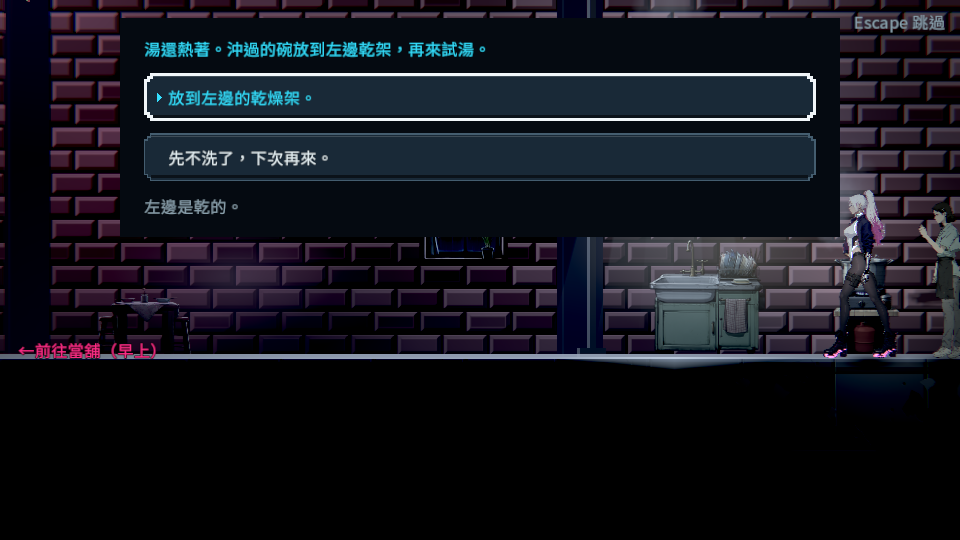 Escape 跳過
湯還熱著。沖過的碗放到左邊乾架，再來試湯。
放到左邊的乾燥架。
先不洗了，下次再來。
左邊是乾的。
←前往當舖（早上）